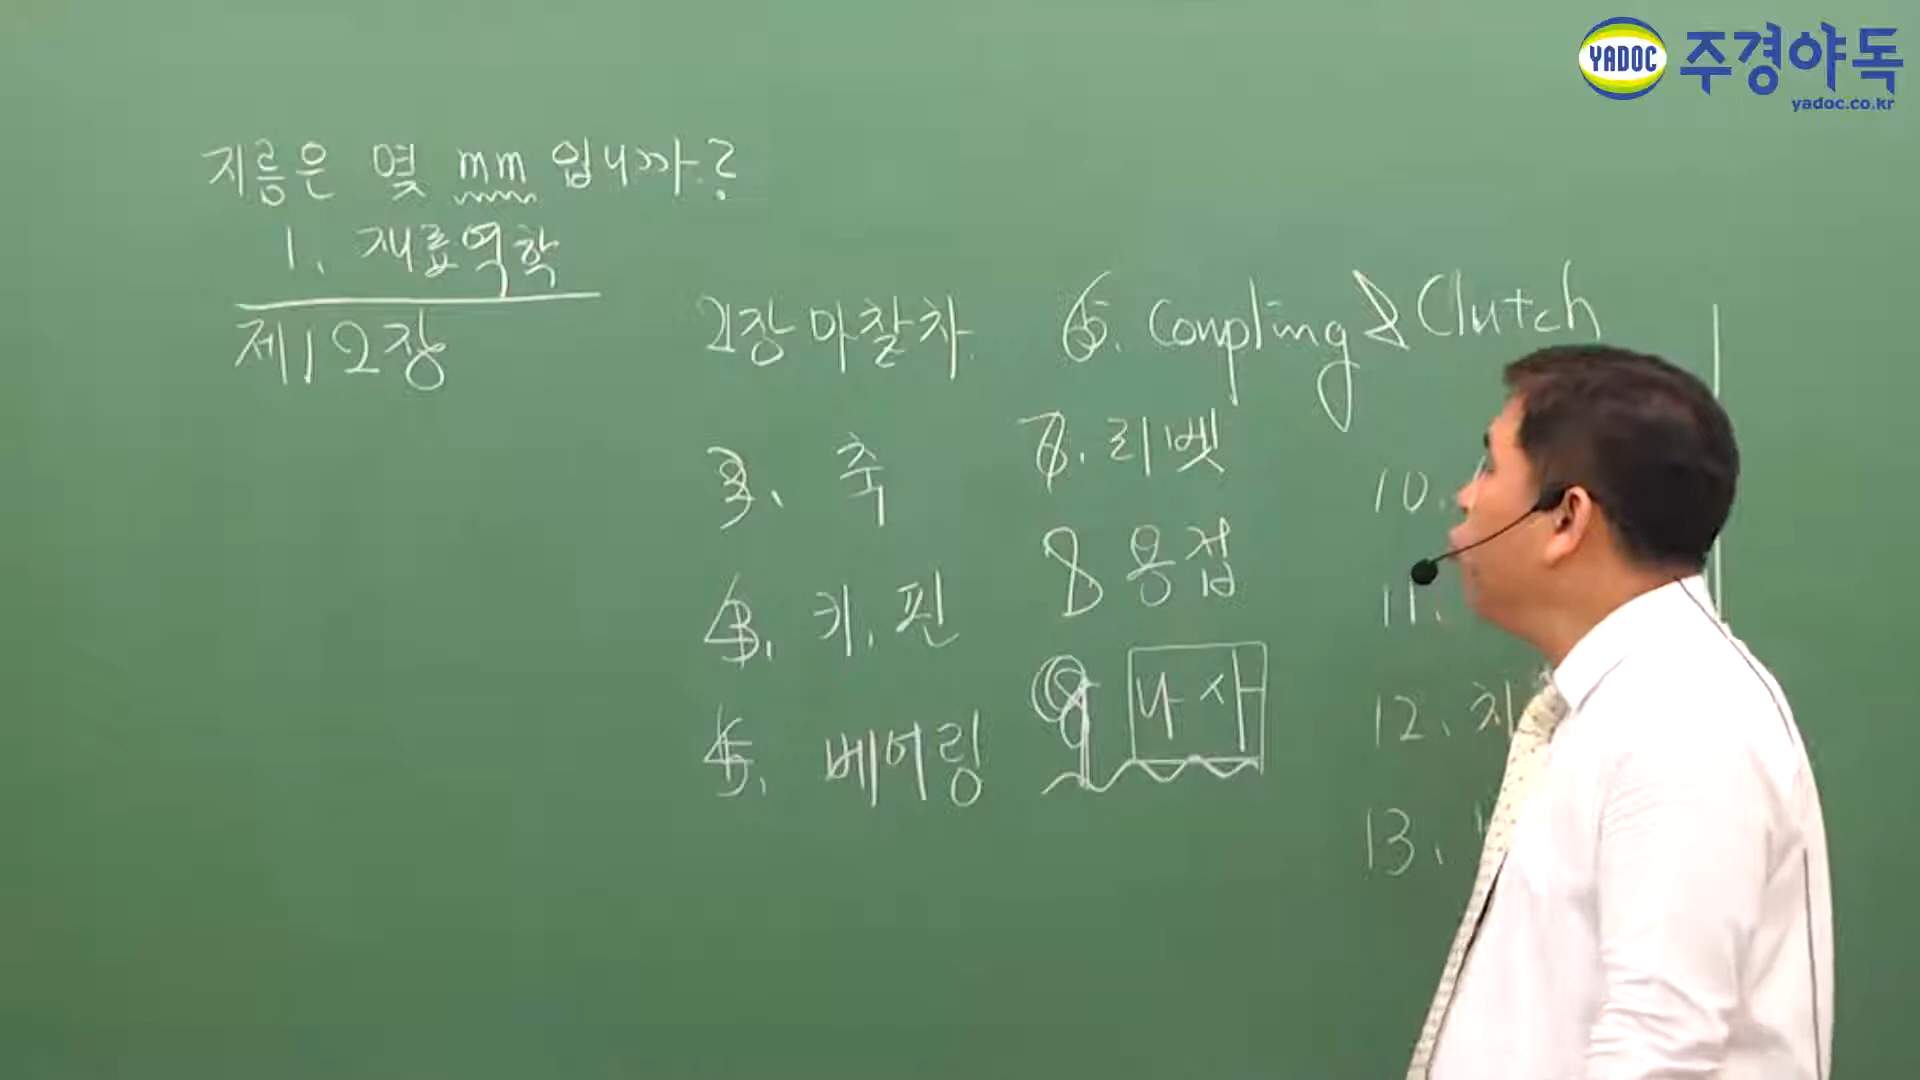 YADOC 주경야독
yadoc.co.kr
지름은 몇 mm 입니까?
1. 재료역학
제12장
2장 마찰차
3. 축
4. 키. 핀
5. 베어링
6. Coupling & Clutch
7. 리벳
8 용접
9 나사
10.
11.
12. 치
13.